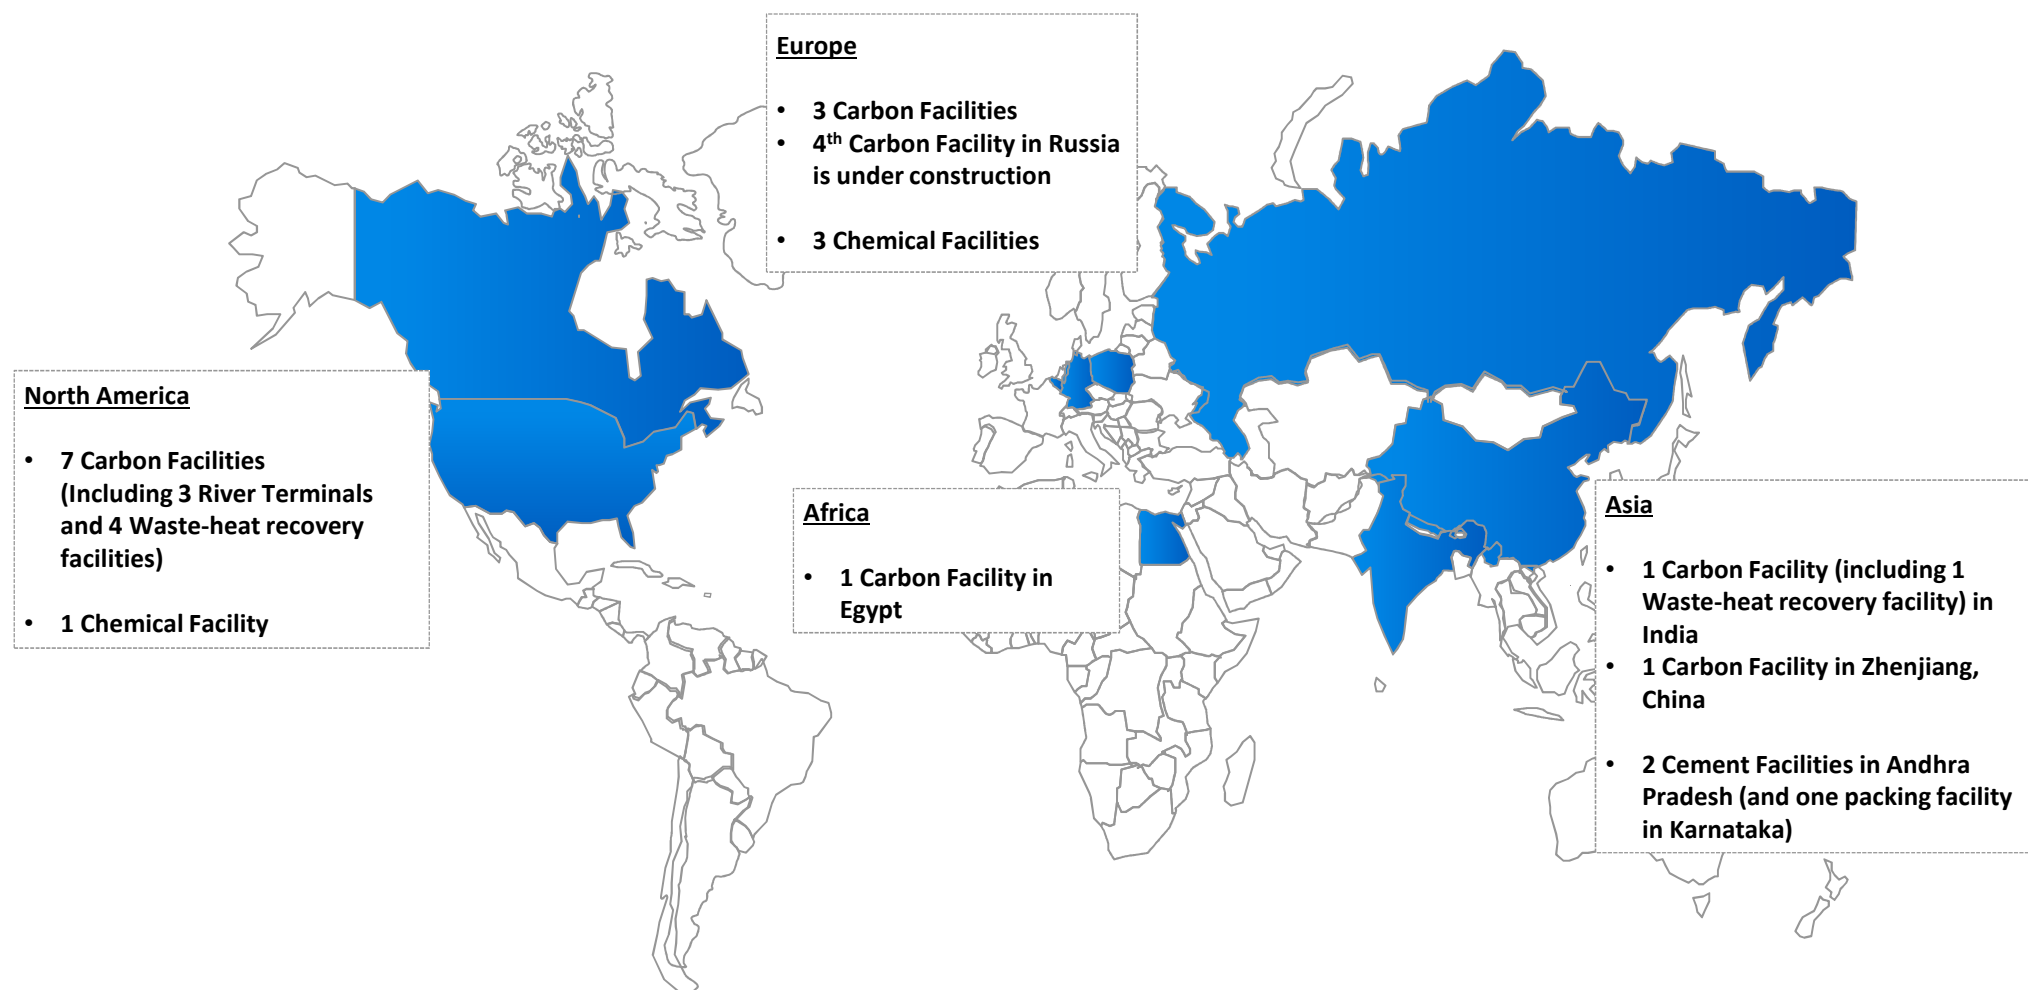 Europe
• 3 Carbon Facilities
• 4th Carbon Facility in Russia
is under construction
• 3 Chemical Facilities
North America
• 7 Carbon Facilities
(Including 3 River Terminals
and 4 Waste-heat recovery
facilities)
• 1 Chemical Facility
Africa
• 1 Carbon Facility in
Egypt
Asia
• 1 Carbon Facility (including 1
Waste-heat recovery facility) in
India
• 1 Carbon Facility in Zhenjiang,
China
• 2 Cement Facilities in Andhra
Pradesh (and one packing facility
in Karnataka)